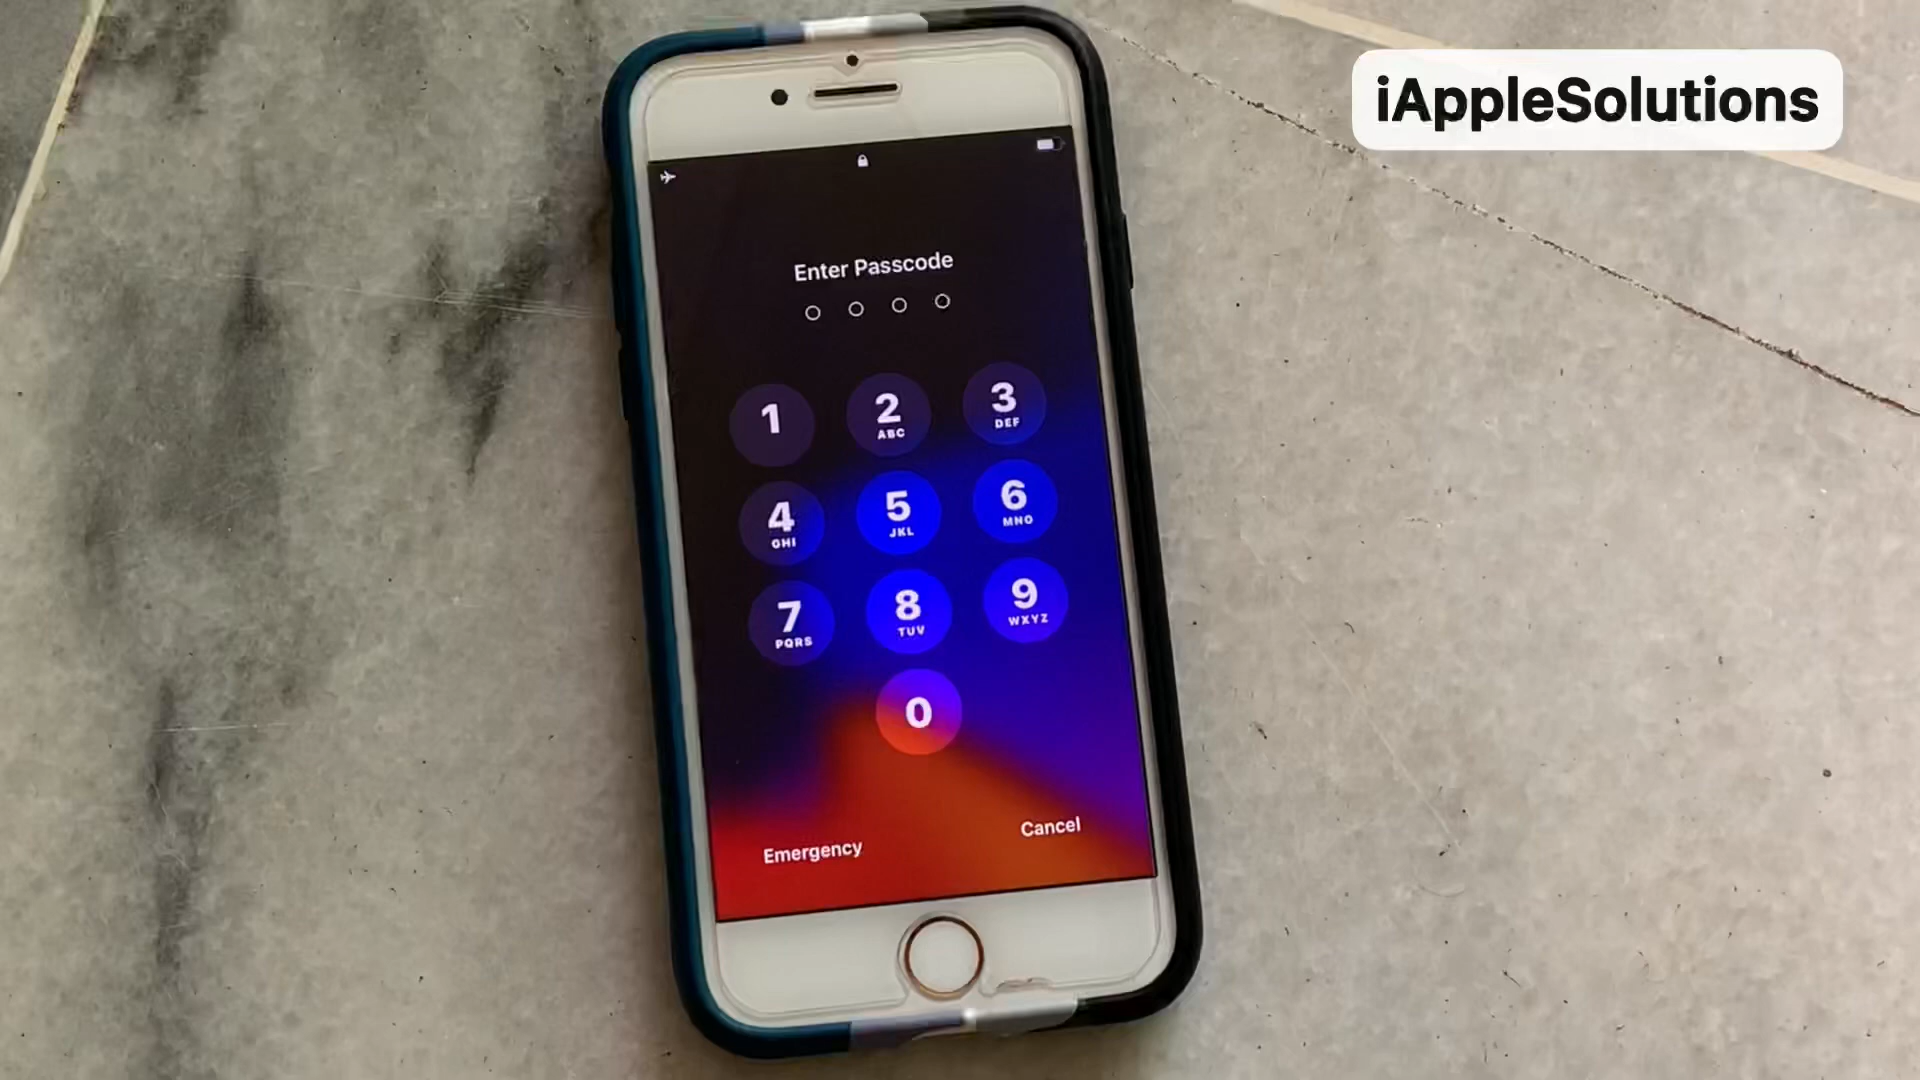 iAppleSolutions
Enter Passcode
1 2 3
ABC DEF
4 5 6
GHI JKL MNO
7 8 9
PQRS TUV WXYZ
0
Emergency Cancel